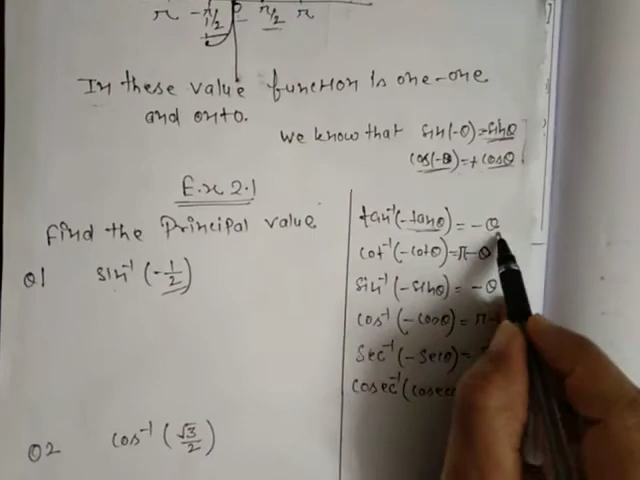 π -π/2 0 π/2 π
In these value function is one-one
and onto.
We know that sin(-θ)=sinθ
cos(-θ)=+cosθ
E.x 2.1
Find the Principal value
Q1 sin⁻¹(-1/2)
Q2 cos⁻¹(√3/2)
tan⁻¹(-tanθ) = -θ
cot⁻¹(-cotθ)=π-θ
sin⁻¹(-sinθ) = -θ
cos⁻¹(-cosθ) = π-
sec⁻¹(-secθ) =
cosec⁻¹(cosec